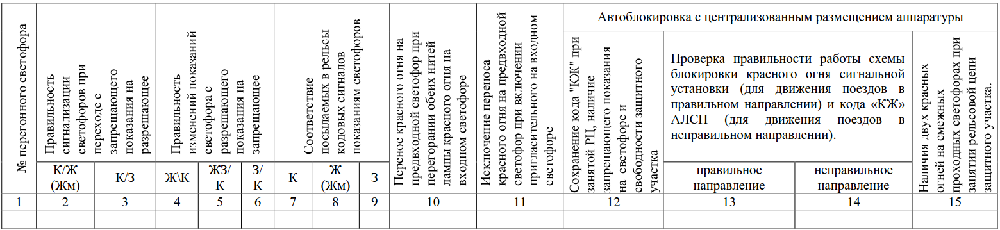 № перегонного светофора
Правильность
сигнализации
светофоров при
переходе с
запрещающего
показания на
разрешающее
Правильность
изменений показаний
светофора с
разрешающего
показания на
запрещающее
Соответствие
посылаемых в рельсы
кодовых сигналов
показаниям светофоров
Перенос красного огня на
предвходной светофор при
перегорании обеих нитей
лампы красного огня на
входном светофоре
Исключение переноса
красного огня на предвходной
светофор при включении
пригласительного на входном
светофоре
Автоблокировка с централизованным размещением аппаратуры
Сохранение кода "КЖ" при
занятой РЦ, наличие
запрещающего показания
на светофоре и
свободности защитного
участка
Проверка правильности работы схемы
блокировки красного огня сигнальной
установки (для движения поездов в
правильном направлении) и кода «КЖ»
АЛСН (для движения поездов в
неправильном направлении).
Наличия двух красных
огней на смежных
проходных светофорах при
занятии рельсовой цепи
защитного участка.
К/Ж
(Жм)
К/З
Ж\К
ЖЗ/
К
З/
К
К
Ж
(Жм)
З
правильное
направление
неправильное
направление
1 2 3 4 5 6 7 8 9 10 11 12 13 14 15